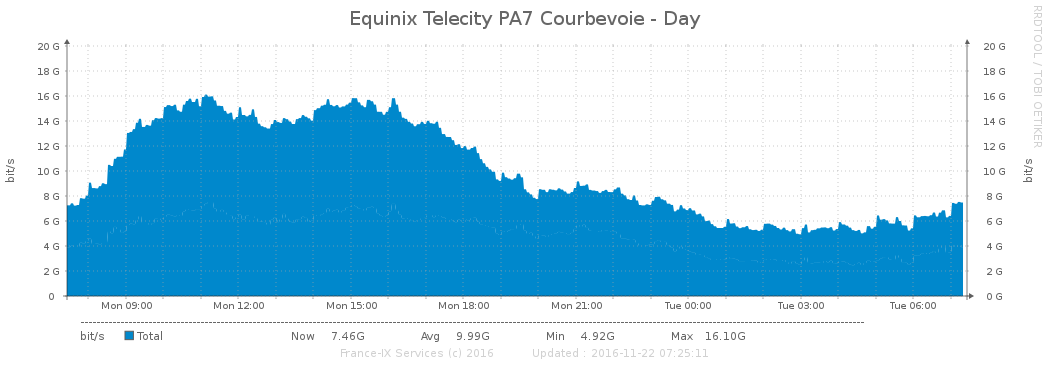 Equinix Telecity PA7 Courbevoie - Day
RRDTOOL / TOBI OETIKER
bit/s
bit/s
20 G 20 G
18 G 18 G
16 G 16 G
14 G 14 G
12 G 12 G
10 G 10 G
8 G 8 G
6 G 6 G
4 G 4 G
2 G 2 G
0 0 G
Mon 09:00 Mon 12:00 Mon 15:00 Mon 18:00 Mon 21:00 Tue 00:00 Tue 03:00 Tue 06:00
bit/s Total Now 7.46G Avg 9.99G Min 4.92G Max 16.10G
France-IX Services (c) 2016 Updated : 2016-11-22 07:25:11